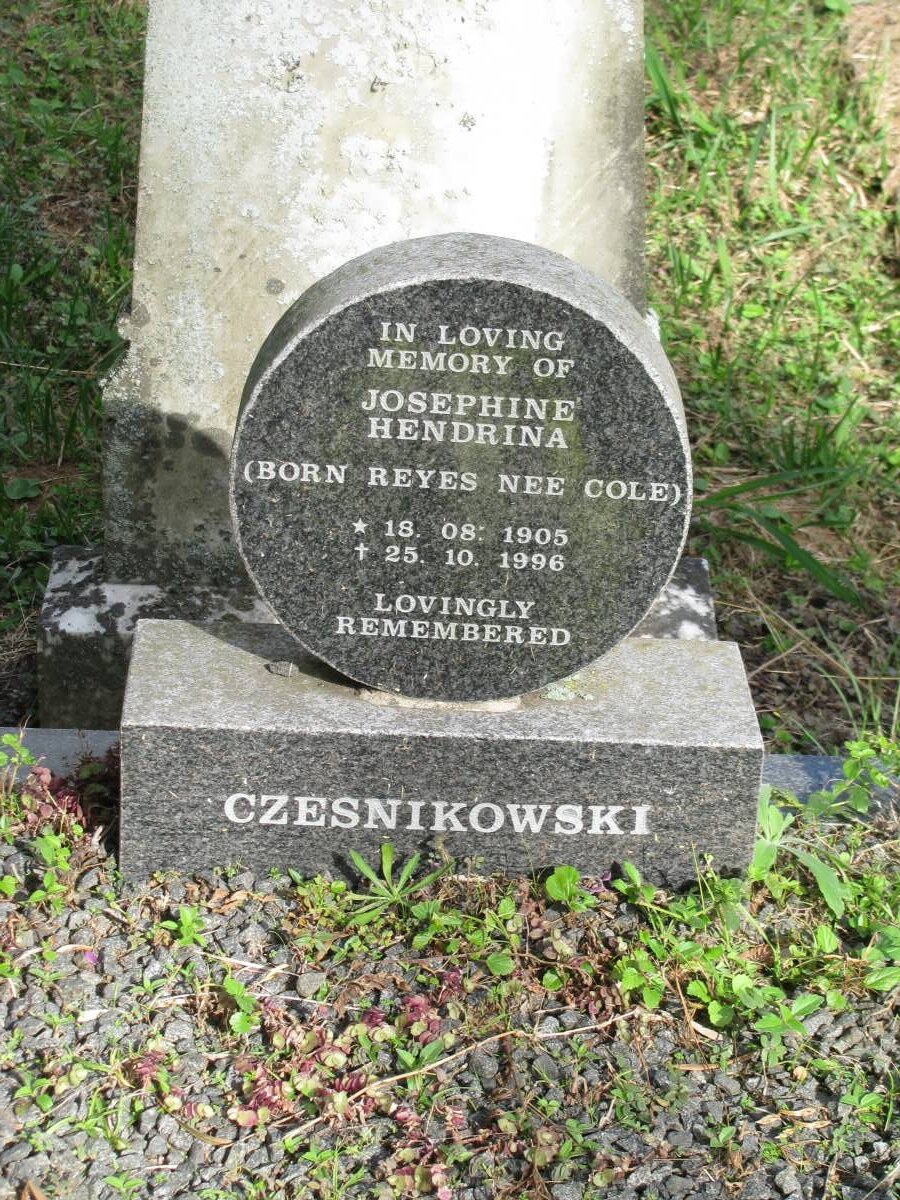 IN LOVING
MEMORY OF
JOSEPHINE
HENDRINA
(BORN REYES NEE COLE)
★ 18. 08. 1905
✝ 25. 10. 1996
LOVINGLY
REMEMBERED
CZESNIKOWSKI